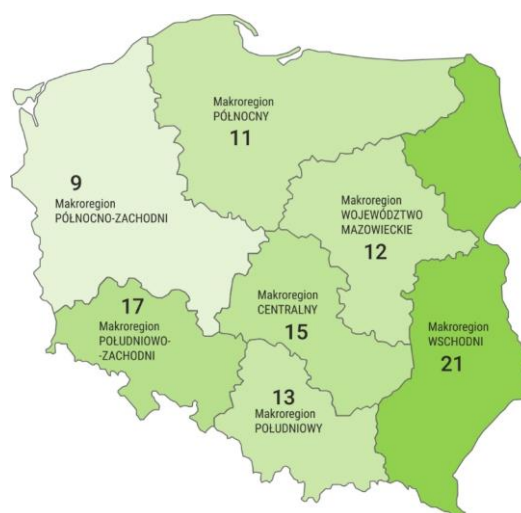 Makroregion
PÓŁNOCNY
11
9
Makroregion
PÓŁNOCNO-ZACHODNI
Makroregion
WOJEWÓDZTWO
MAZOWIECKIE
12
17
Makroregion
POŁUDNIOWO-
-ZACHODNI
Makroregion
CENTRALNY
15
Makroregion
WSCHODNI
21
13
Makroregion
POŁUDNIOWY